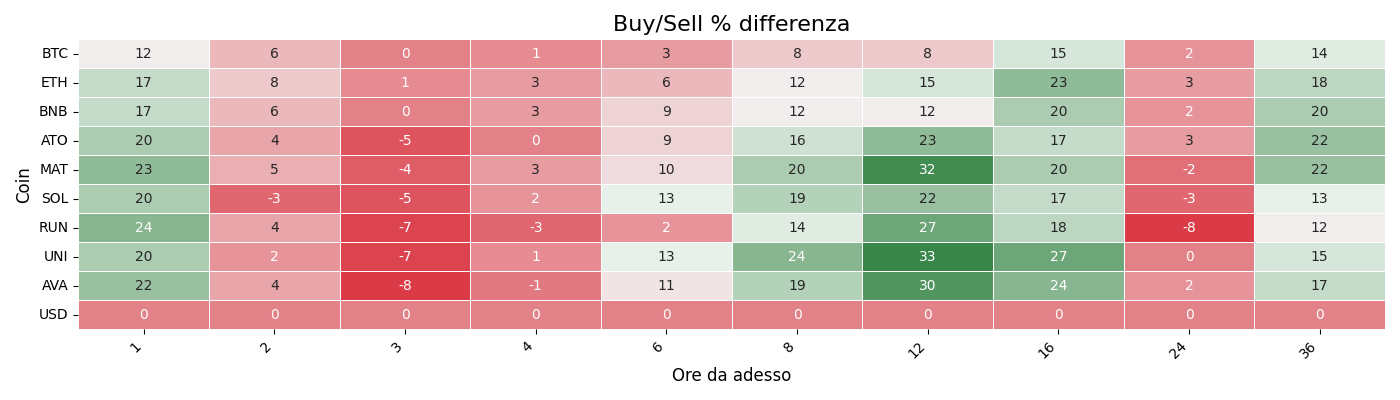 Buy/Sell % differenza
Coin
BTC 12 6 0 1 3 8 8 15 2 14
ETH 17 8 1 3 6 12 15 23 3 18
BNB 17 6 0 3 9 12 12 20 2 20
ATO 20 4 -5 0 9 16 23 17 3 22
MAT 23 5 -4 3 10 20 32 20 -2 22
SOL 20 -3 -5 2 13 19 22 17 -3 13
RUN 24 4 -7 -3 2 14 27 18 -8 12
UNI 20 2 -7 1 13 24 33 27 0 15
AVA 22 4 -8 -1 11 19 30 24 2 17
USD 0 0 0 0 0 0 0 0 0 0
1 2 3 4 6 8 12 16 24 36
Ore da adesso